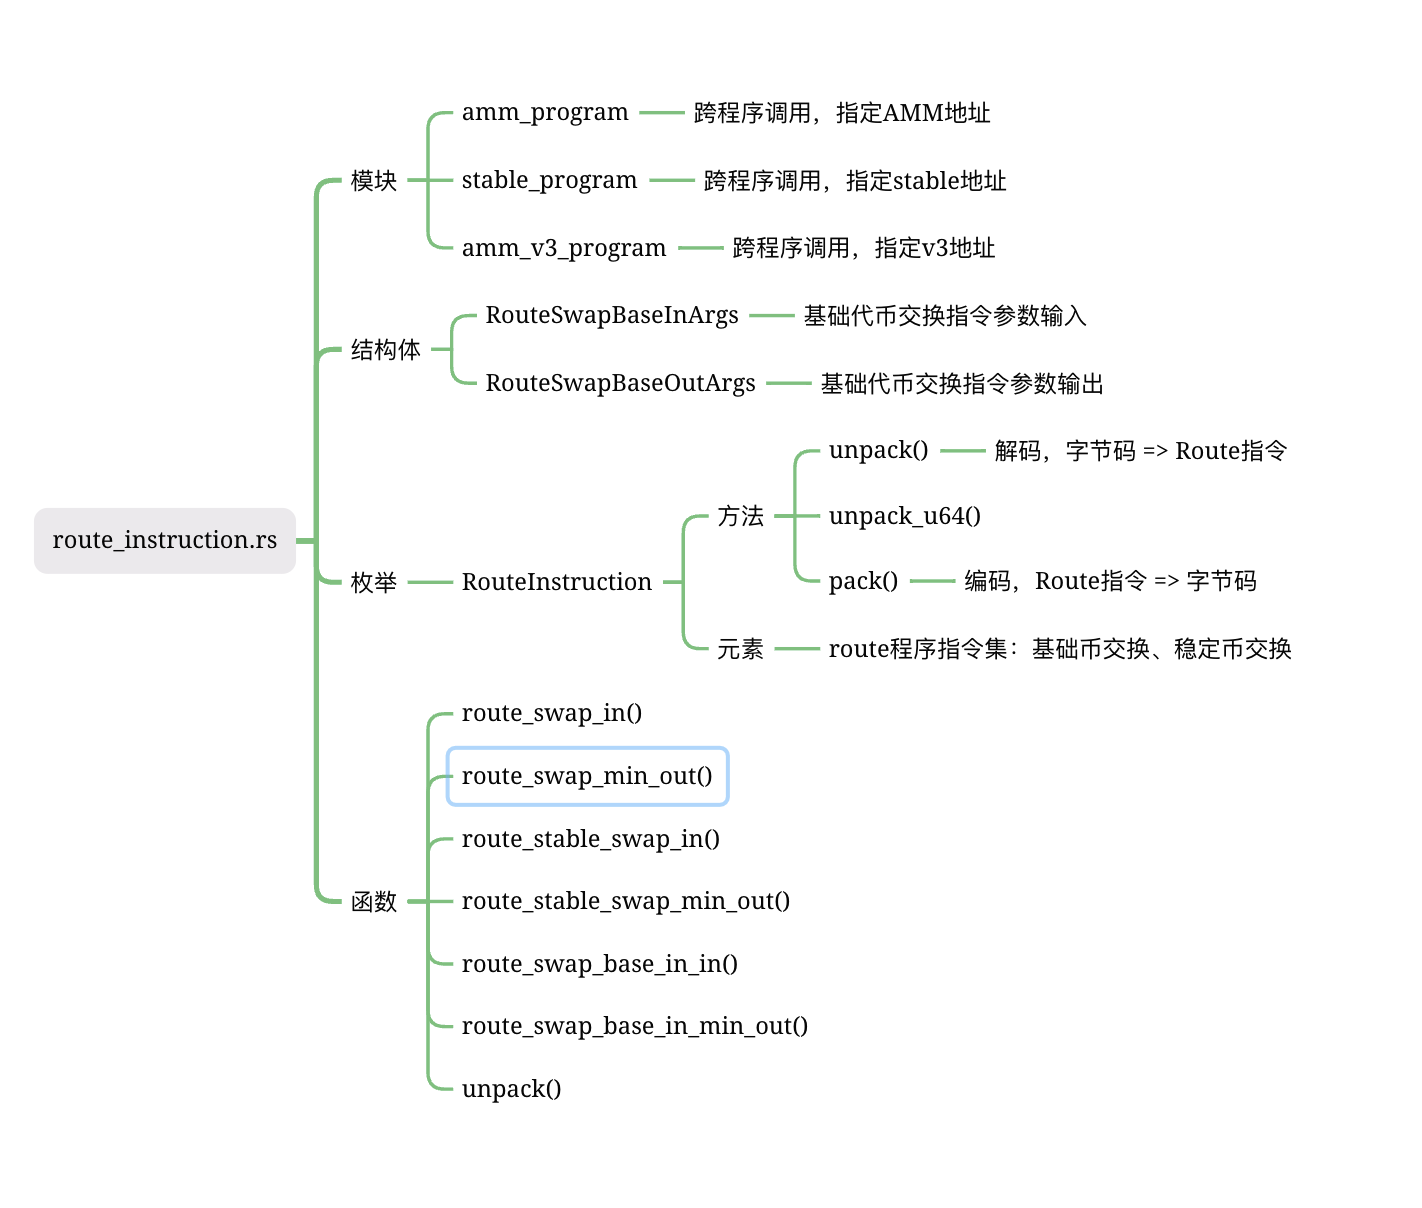 route_instruction.rs
模块
amm_program
跨程序调用，指定AMM地址
stable_program
跨程序调用，指定stable地址
amm_v3_program
跨程序调用，指定v3地址
结构体
RouteSwapBaseInArgs
基础代币交换指令参数输入
RouteSwapBaseOutArgs
基础代币交换指令参数输出
枚举
RouteInstruction
方法
unpack()
解码，字节码 => Route指令
unpack_u64()
pack()
编码，Route指令 => 字节码
元素
route程序指令集：基础币交换、稳定币交换
函数
route_swap_in()
route_swap_min_out()
route_stable_swap_in()
route_stable_swap_min_out()
route_swap_base_in_in()
route_swap_base_in_min_out()
unpack()